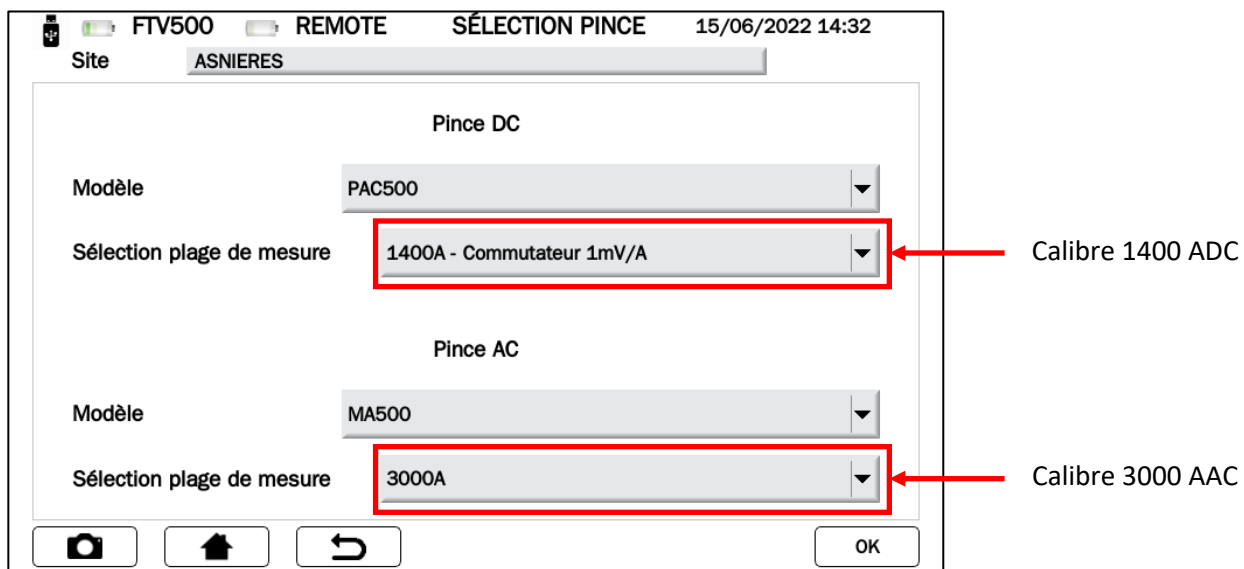 FTV500 REMOTE SÉLECTION PINCE 15/06/2022 14:32
Site ASNIERES
Pince DC
Modèle PAC500
Sélection plage de mesure 1400A - Commutateur 1mV/A Calibre 1400 ADC
Pince AC
Modèle MA500
Sélection plage de mesure 3000A Calibre 3000 AAC
OK